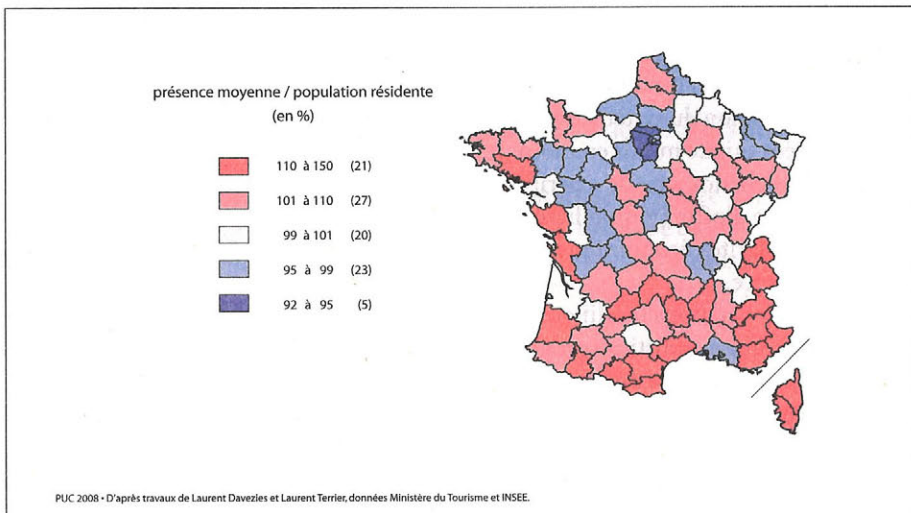 présence moyenne / population résidente
(en %)
110 à 150 (21)
101 à 110 (27)
99 à 101 (20)
95 à 99 (23)
92 à 95 (5)
PUC 2008 • D'après travaux de Laurent Davezies et Laurent Terrier, données Ministère du Tourisme et INSEE.